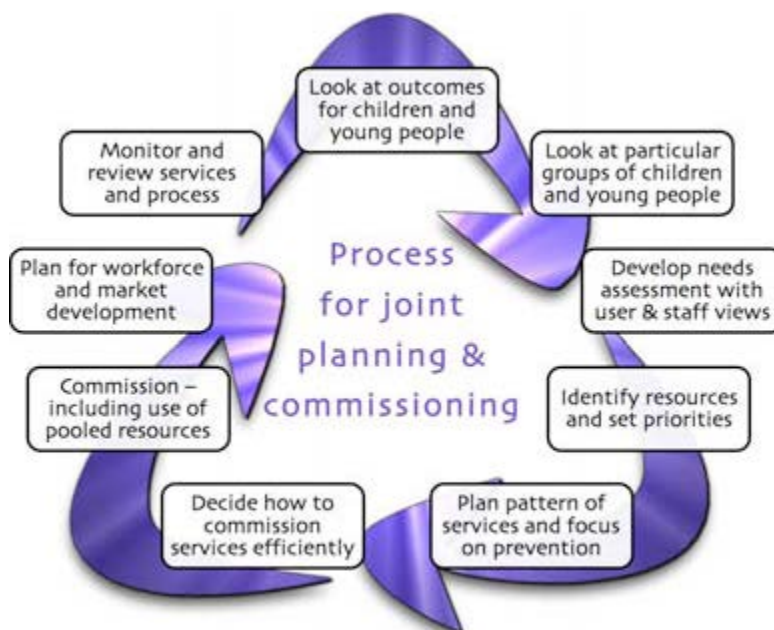 Look at outcomes
for children and
young people
Look at particular
groups of children
and young people
Develop needs
assessment with
user & staff views
Identify resources
and set priorities
Plan pattern of
services and focus
on prevention
Decide how to
commission
services efficiently
Commission –
including use of
pooled resources
Plan for workforce
and market
development
Monitor and
review services
and process
Process
for joint
planning &
commissioning